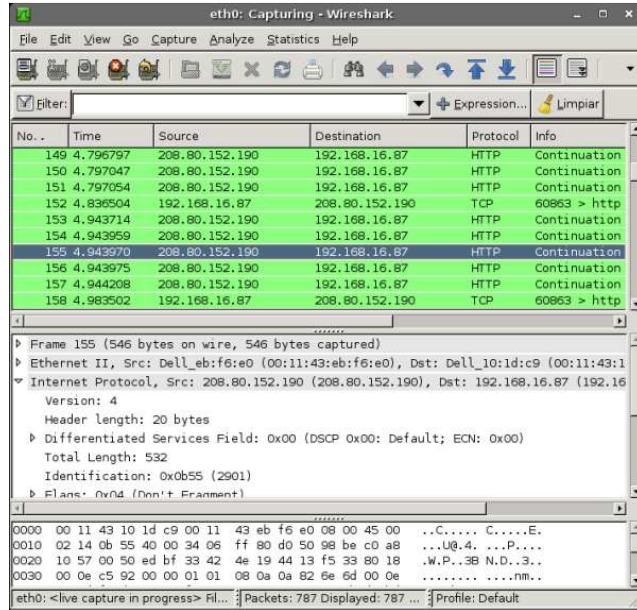 eth0: Capturing - Wireshark
File Edit View Go Capture Analyze Statistics Help
Filter: Expression... Limpiar
No. . Time Source Destination Protocol Info
149 4.796797 208.80.152.190 192.168.16.87 HTTP Continuation
150 4.797047 208.80.152.190 192.168.16.87 HTTP Continuation
151 4.797054 208.80.152.190 192.168.16.87 HTTP Continuation
152 4.836504 192.168.16.87 208.80.152.190 TCP 60863 > http
153 4.943714 208.80.152.190 192.168.16.87 HTTP Continuation
154 4.943959 208.80.152.190 192.168.16.87 HTTP Continuation
155 4.943970 208.80.152.190 192.168.16.87 HTTP Continuation
156 4.943975 208.80.152.190 192.168.16.87 HTTP Continuation
157 4.944208 208.80.152.190 192.168.16.87 HTTP Continuation
158 4.983502 192.168.16.87 208.80.152.190 TCP 60863 > http
Frame 155 (546 bytes on wire, 546 bytes captured)
Ethernet II, Src: Dell_eb:f6:e0 (00:11:43:eb:f6:e0), Dst: Dell_10:1d:c9 (00:11:43:1
Internet Protocol, Src: 208.80.152.190 (208.80.152.190), Dst: 192.168.16.87 (192.16
Version: 4
Header length: 20 bytes
Differentiated Services Field: 0x00 (DSCP 0x00: Default; ECN: 0x00)
Total Length: 532
Identification: 0x0b55 (2901)
Flags: 0x04 (Don't Fragment)
0000 00 11 43 10 1d c9 00 11 43 eb f6 e0 08 00 45 00 ..C..... C.....E.
0010 02 14 0b 55 40 00 34 06 ff 80 d0 50 98 be c0 a8 ...U@.4. ...P....
0020 10 57 00 50 ed bf 33 42 4e 19 44 13 f5 33 80 18 .W.P..3B N.D..3..
0030 00 0e c5 92 00 00 01 01 08 0a 0a 82 6e 6d 00 0e ........ ....nm..
eth0: <live capture in progress> Fil... Packets: 787 Displayed: 787 ... Profile: Default